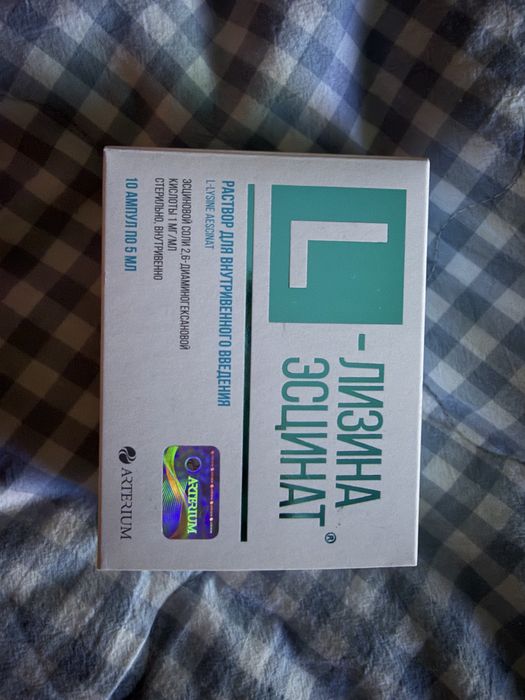 L-ЛИЗИНА
ЭСЦИНАТ®
РАСТВОР ДЛЯ ВНУТРИВЕННОГО ВВЕДЕНИЯ
L-LYSINE AESCINAT
ЭСЦИНОВОЙ СОЛИ 2,6-ДИАМИНОГЕКСАНОВОЙ
КИСЛОТЫ 1 МГ/МЛ
СТЕРИЛЬНО, ВНУТРИВЕННО
10 АМПУЛ ПО 5 МЛ
ARTERIUM
ARTERIUM